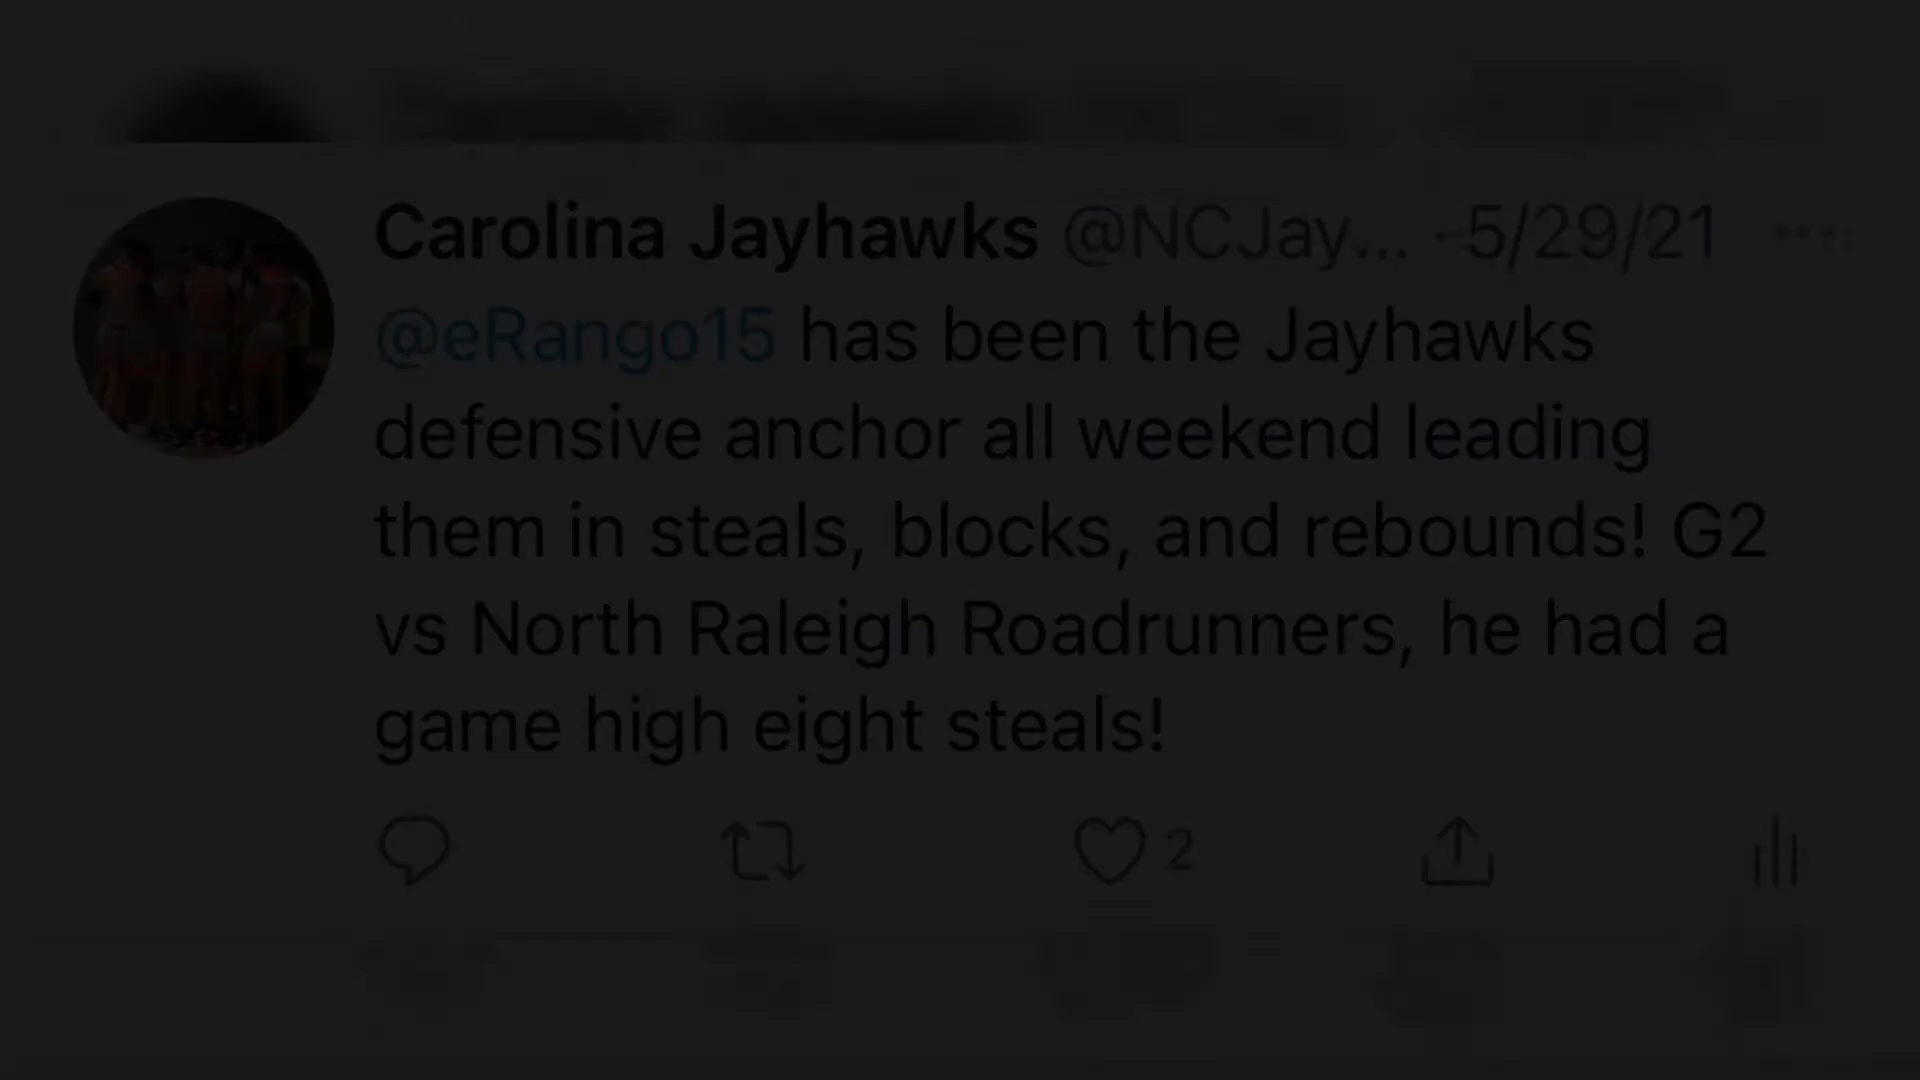 Carolina Jayhawks @NCJay... · 5/29/21
@eRango15 has been the Jayhawks
defensive anchor all weekend leading
them in steals, blocks, and rebounds! G2
vs North Raleigh Roadrunners, he had a
game high eight steals!
2